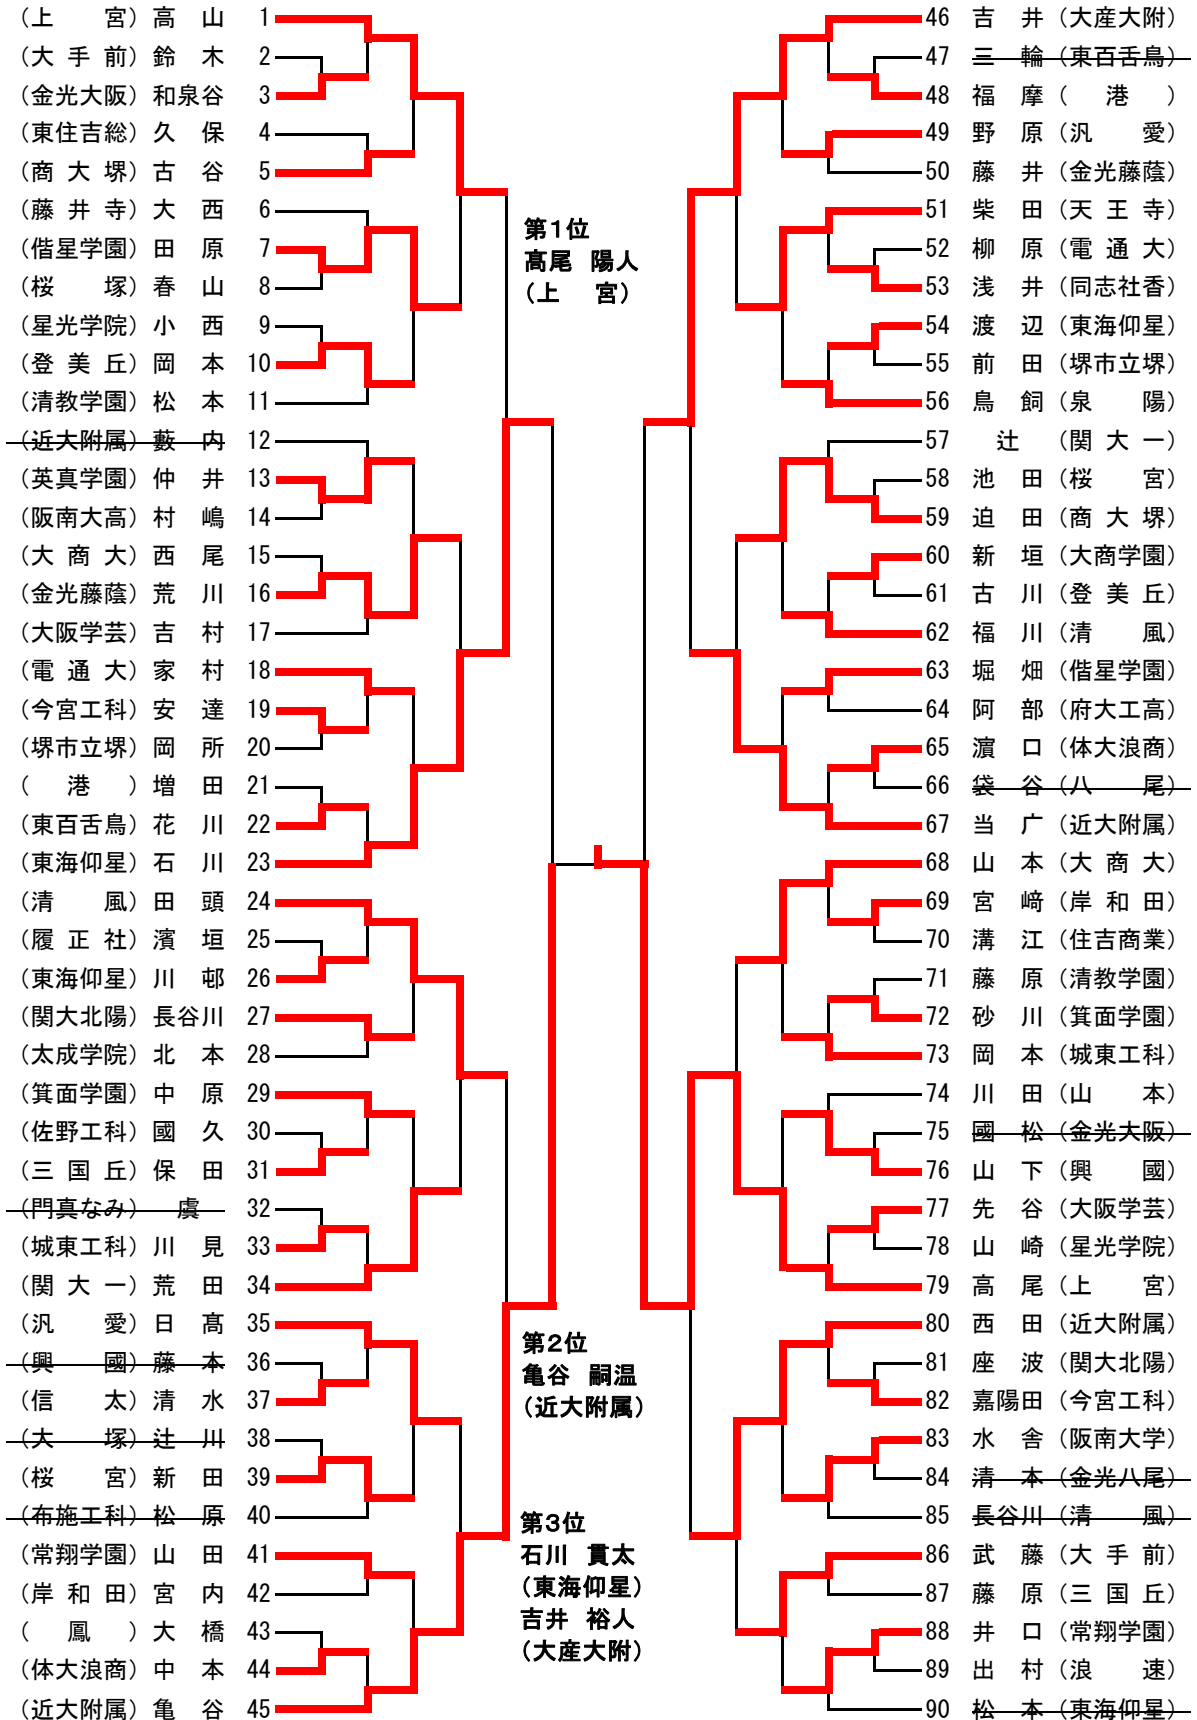 (上　宮) 高　山 1
(大 手 前) 鈴　木 2
(金光大阪) 和泉谷 3
(東住吉総) 久　保 4
(商 大 堺) 古　谷 5
(藤 井 寺) 大　西 6
(偕星学園) 田　原 7
(桜　塚) 春　山 8
(星光学院) 小　西 9
(登 美 丘) 岡　本 10
(清教学園) 松　本 11
(近大附属) 藪　内 12
(英真学園) 仲　井 13
(阪南大高) 村　嶋 14
(大 商 大) 西　尾 15
(金光藤蔭) 荒　川 16
(大阪学芸) 吉　村 17
(電 通 大) 家　村 18
(今宮工科) 安　達 19
(堺市立堺) 岡　所 20
(　港　) 増　田 21
(東百舌鳥) 花　川 22
(東海仰星) 石　川 23
(清　風) 田　頭 24
(履 正 社) 濱　垣 25
(東海仰星) 川　邨 26
(関大北陽) 長谷川 27
(太成学院) 北　本 28
(箕面学園) 中　原 29
(佐野工科) 國　久 30
(三 国 丘) 保　田 31
(門真なみ) 虞 32
(城東工科) 川　見 33
(関 大 一) 荒　田 34
(汎　愛) 日　髙 35
(興　國) 藤　本 36
(信　太) 清　水 37
(大　塚) 辻　川 38
(桜　宮) 新　田 39
(布施工科) 松　原 40
(常翔学園) 山　田 41
(岸 和 田) 宮　内 42
(　鳳　) 大　橋 43
(体大浪商) 中　本 44
(近大附属) 亀　谷 45
第1位
髙尾 陽人
(上　宮)
第2位
亀谷 嗣温
(近大附属)
第3位
石川 貫太
(東海仰星)
吉井 裕人
(大産大附)
46 吉　井 (大産大附)
47 三　輪 (東百舌鳥)
48 福　摩 (　港　)
49 野　原 (汎　愛)
50 藤　井 (金光藤蔭)
51 柴　田 (天 王 寺)
52 柳　原 (電 通 大)
53 浅　井 (同志社香)
54 渡　辺 (東海仰星)
55 前　田 (堺市立堺)
56 鳥　飼 (泉　陽)
57 辻 (関 大 一)
58 池　田 (桜　宮)
59 迫　田 (商 大 堺)
60 新　垣 (大商学園)
61 古　川 (登 美 丘)
62 福　川 (清　風)
63 堀　畑 (偕星学園)
64 阿　部 (府大工高)
65 濵　口 (体大浪商)
66 袋　谷 (八　尾)
67 当　广 (近大附属)
68 山　本 (大 商 大)
69 宮　﨑 (岸 和 田)
70 溝　江 (住吉商業)
71 藤　原 (清教学園)
72 砂　川 (箕面学園)
73 岡　本 (城東工科)
74 川　田 (山　本)
75 國　松 (金光大阪)
76 山　下 (興　國)
77 先　谷 (大阪学芸)
78 山　崎 (星光学院)
79 高　尾 (上　宮)
80 西　田 (近大附属)
81 座　波 (関大北陽)
82 嘉陽田 (今宮工科)
83 水　舎 (阪南大学)
84 清　本 (金光八尾)
85 長谷川 (清　風)
86 武　藤 (大 手 前)
87 藤　原 (三 国 丘)
88 井　口 (常翔学園)
89 出　村 (浪　速)
90 松　本 (東海仰星)